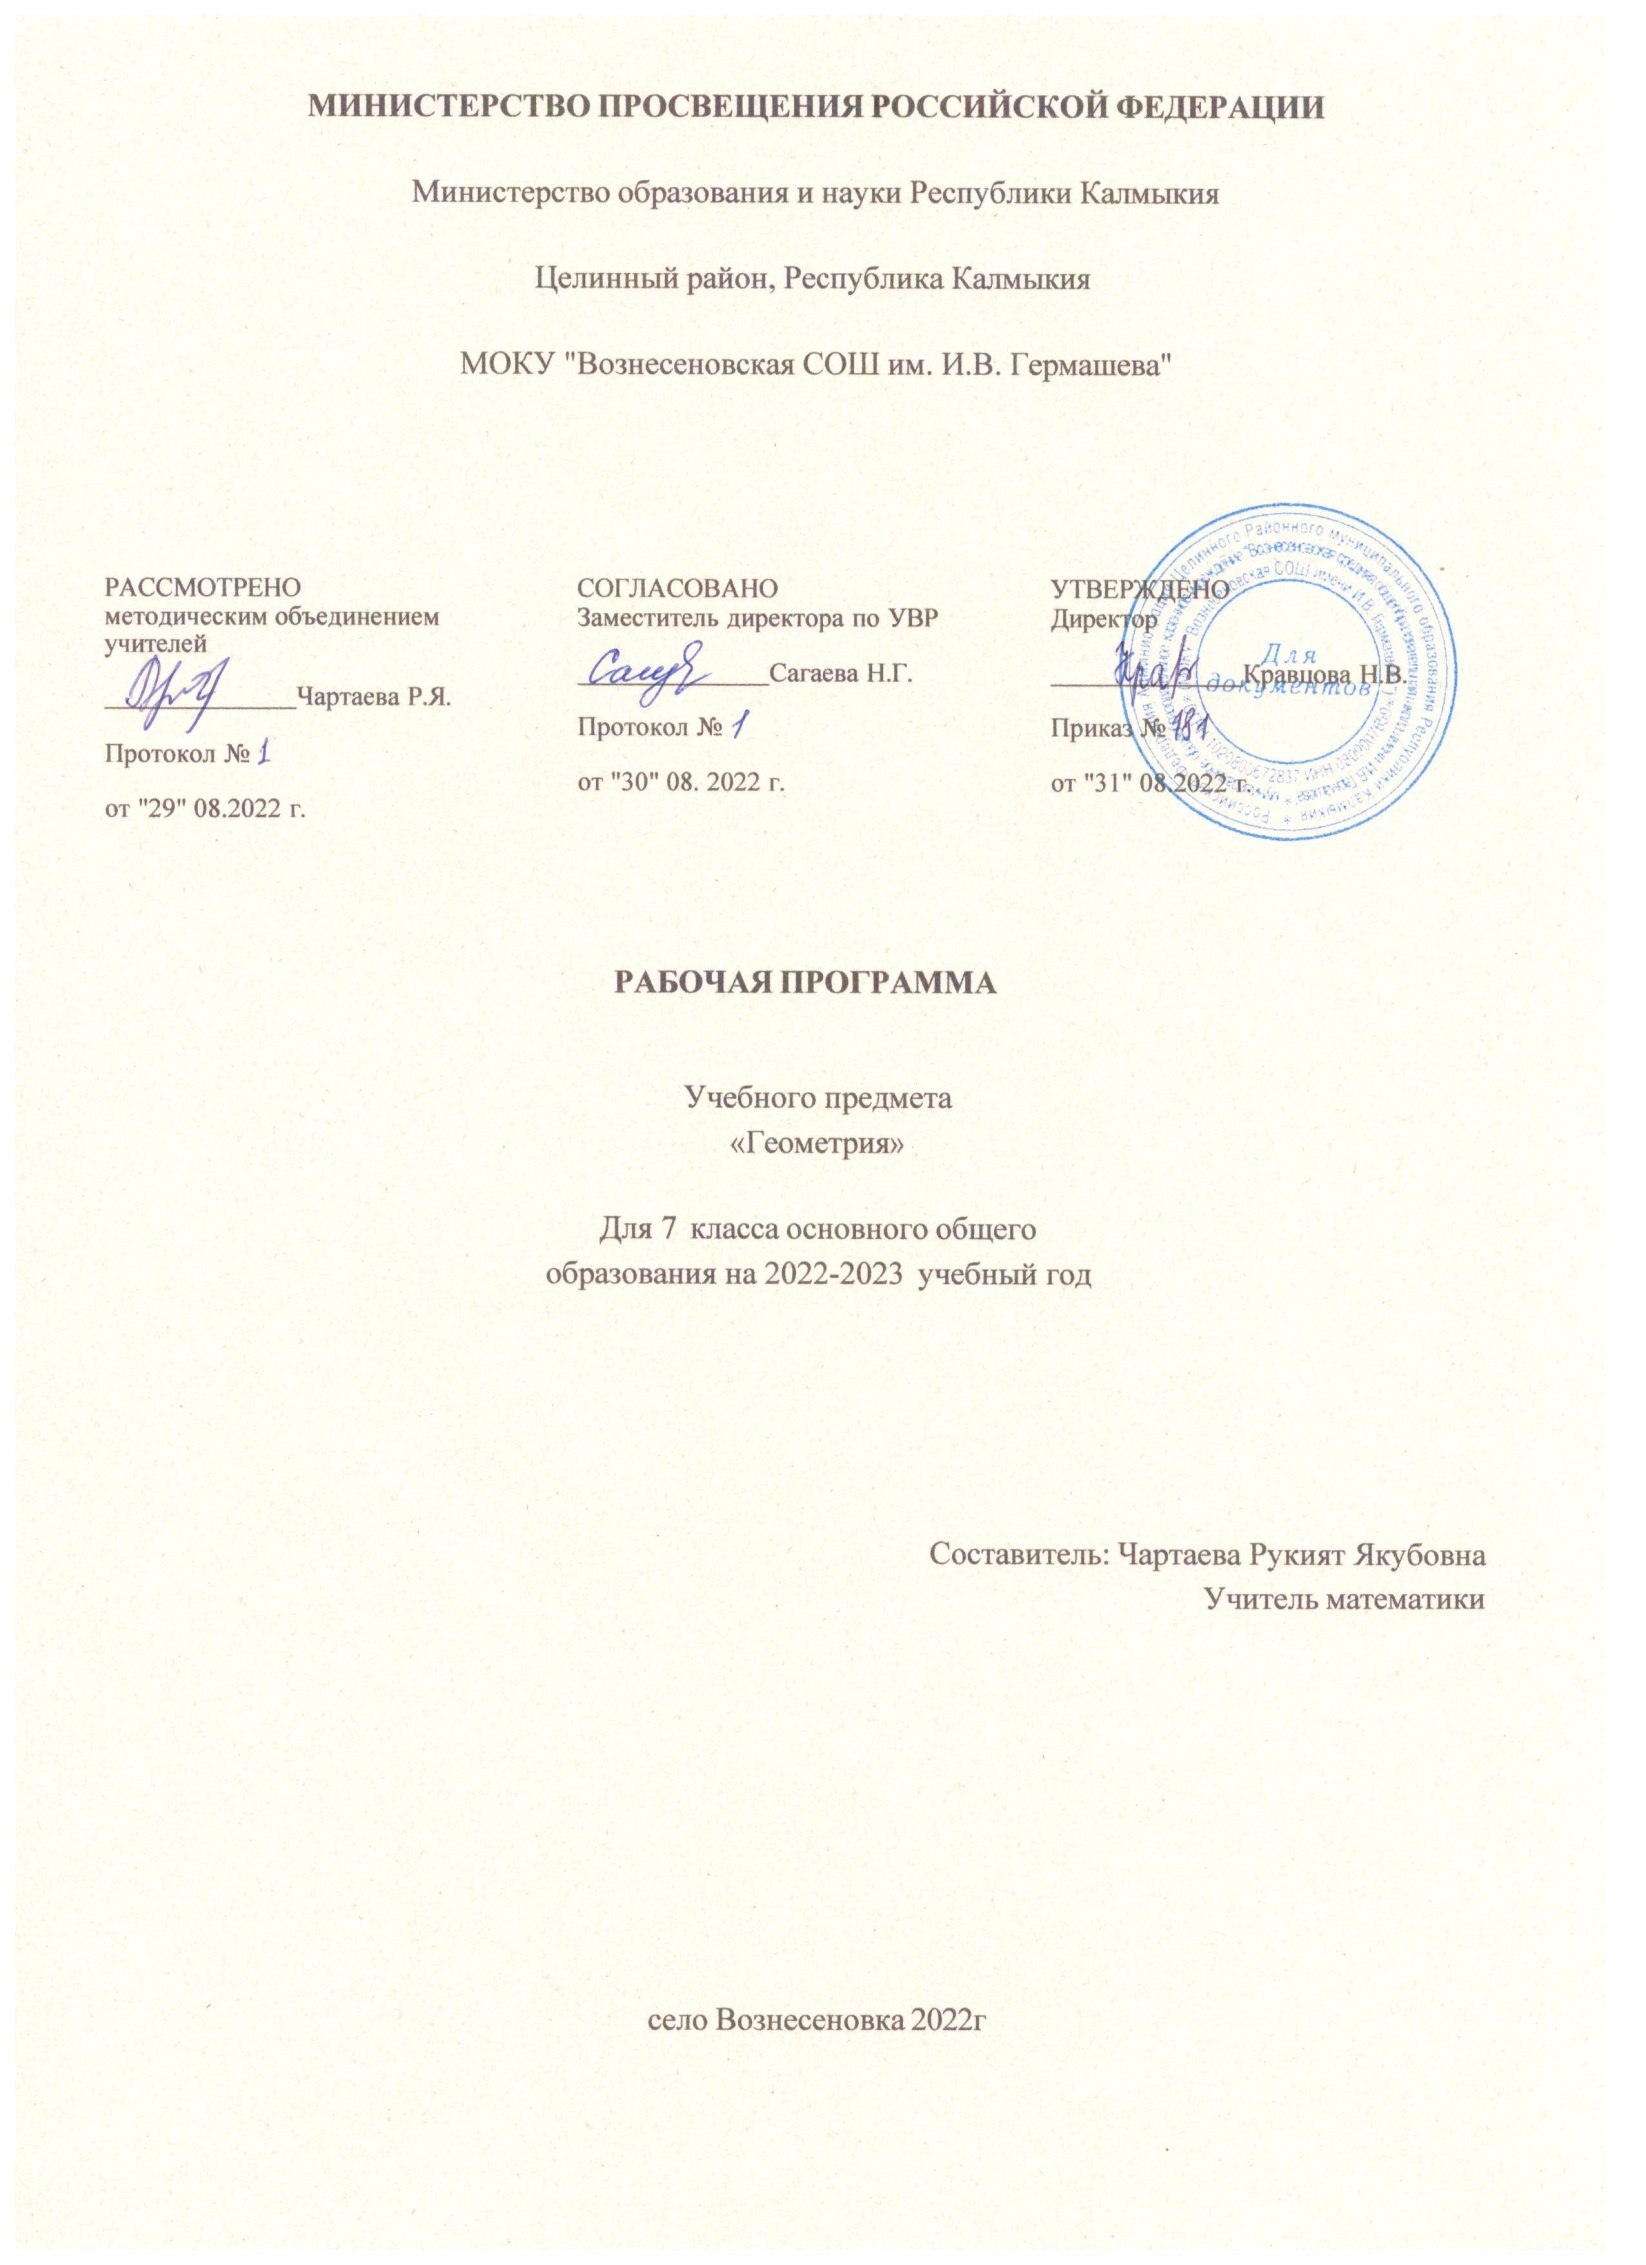 МИНИСТЕРСТВО ПРОСВЕЩЕНИЯ РОССИЙСКОЙ ФЕДЕРАЦИИ
Министерство образования и науки Республики Калмыкия
Целинный район, Республика Калмыкия
МОКУ "Вознесеновская СОШ им. И.В. Гермашева"
РАССМОТРЕНО
методическим объединением
учителей
______________Чартаева Р.Я.
Протокол № 1
от "29" 08.2022 г.
СОГЛАСОВАНО
Заместитель директора по УВР
______________Сагаева Н.Г.
Протокол № 1
от "30" 08. 2022 г.
УТВЕРЖДЕНО
Директор
______________Кравцова Н.В.
Приказ № 181
от "31" 08.2022 г.
Для
документов
РАБОЧАЯ ПРОГРАММА
Учебного предмета
«Геометрия»
Для 7 класса основного общего
образования на 2022-2023 учебный год
Составитель: Чартаева Рукият Якубовна
Учитель математики
село Вознесеновка 2022г